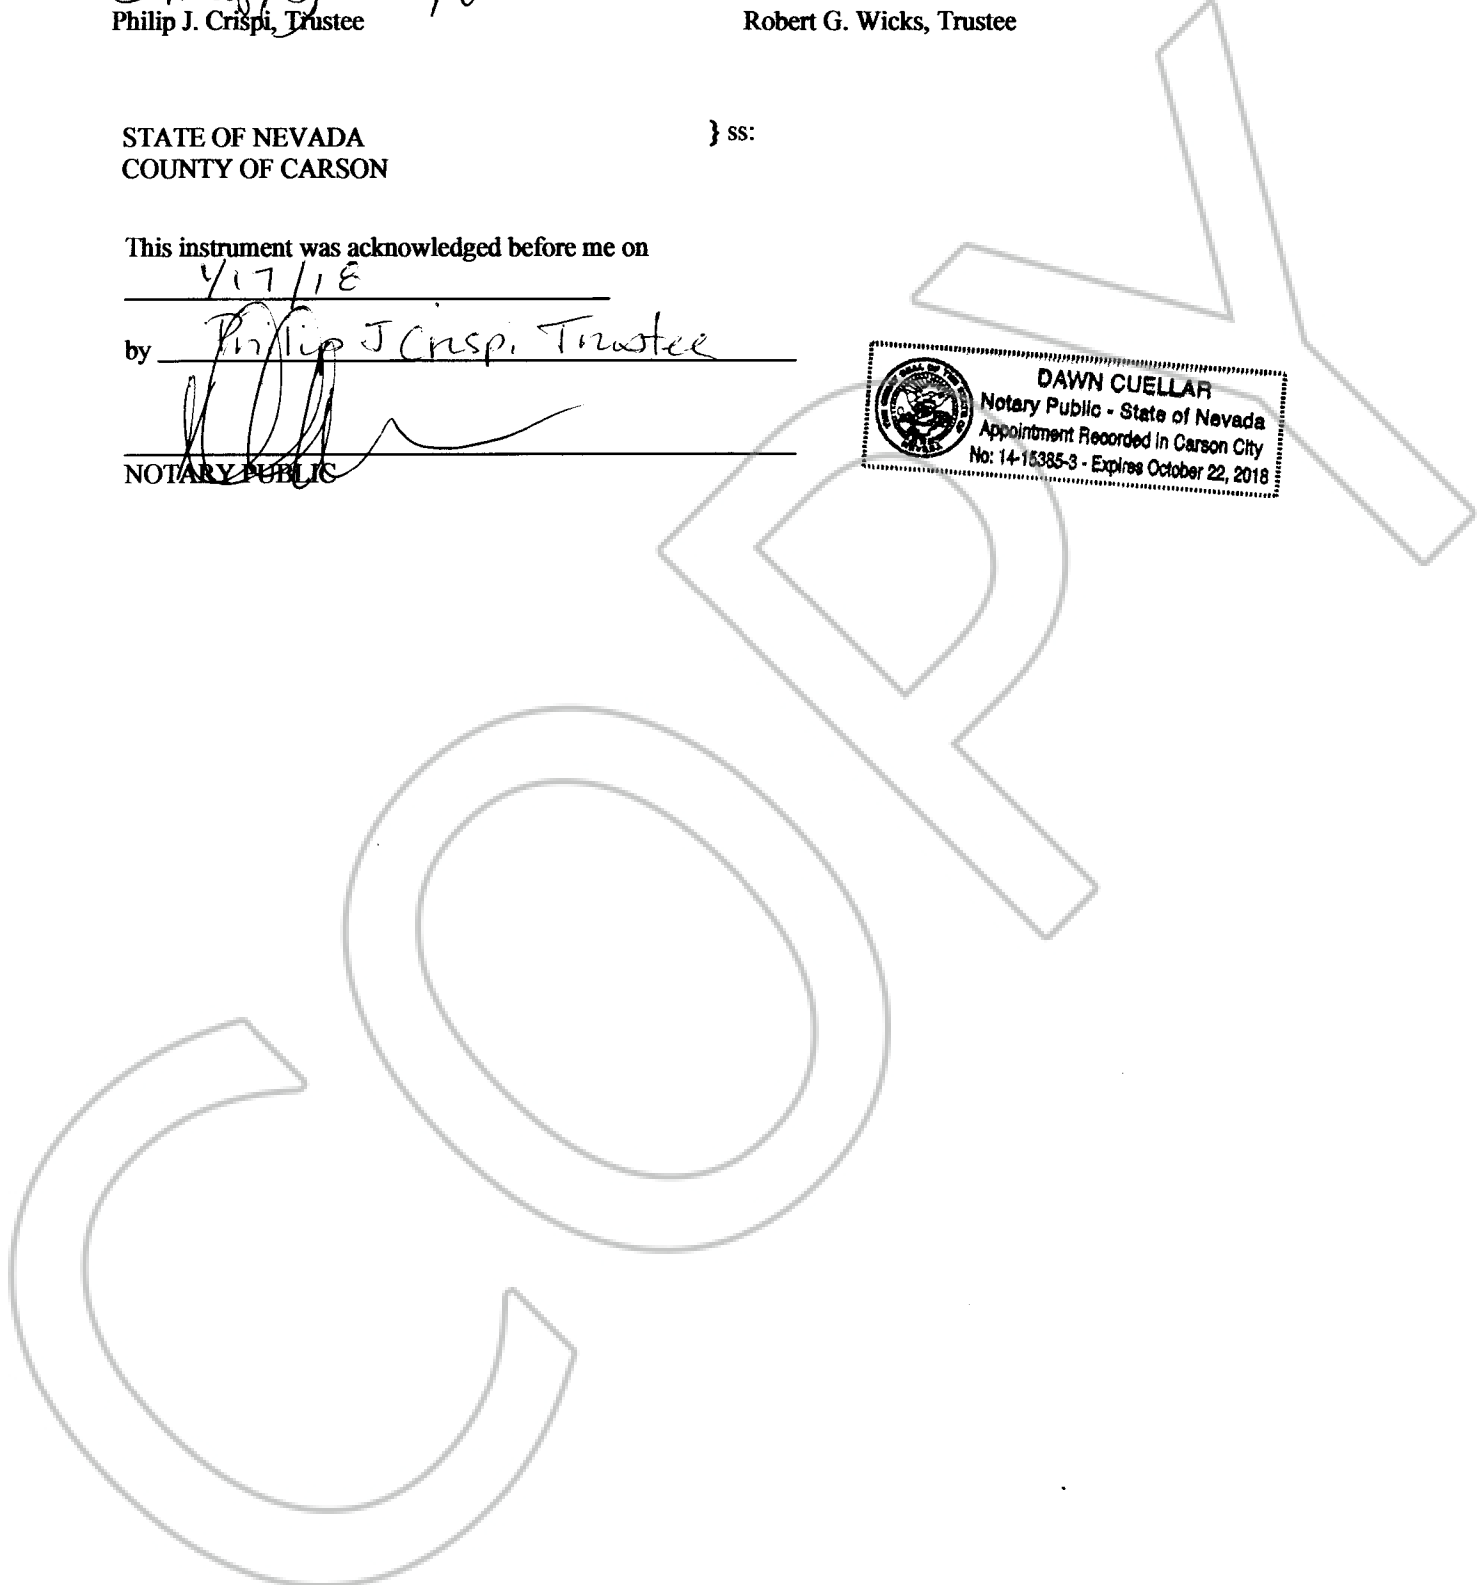 Philip J. Crispi, Trustee
Robert G. Wicks, Trustee
STATE OF NEVADA
} ss:
COUNTY OF CARSON
This instrument was acknowledged before me on
1/17/18
by Philip J Crispi Trustee
NOTARY PUBLIC
DAWN CUELLAR
Notary Public - State of Nevada
Appointment Recorded in Carson City
No: 14-15385-3 - Expires October 22, 2018
COPY